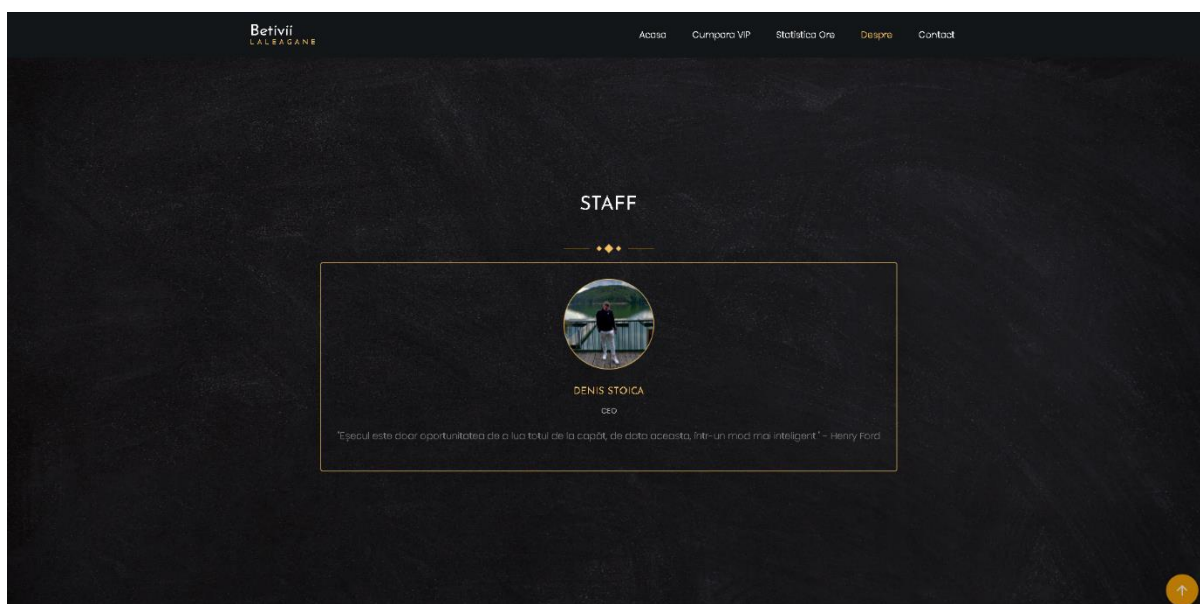 Betivii
LALEAGANE
Acasa Cumpara VIP Statistica Ore Despre Contact
STAFF
DENIS STOICA
CEO
"Eșecul este doar oportunitatea de a lua totul de la capăt, de data aceasta, într-un mod mai inteligent." - Henry Ford